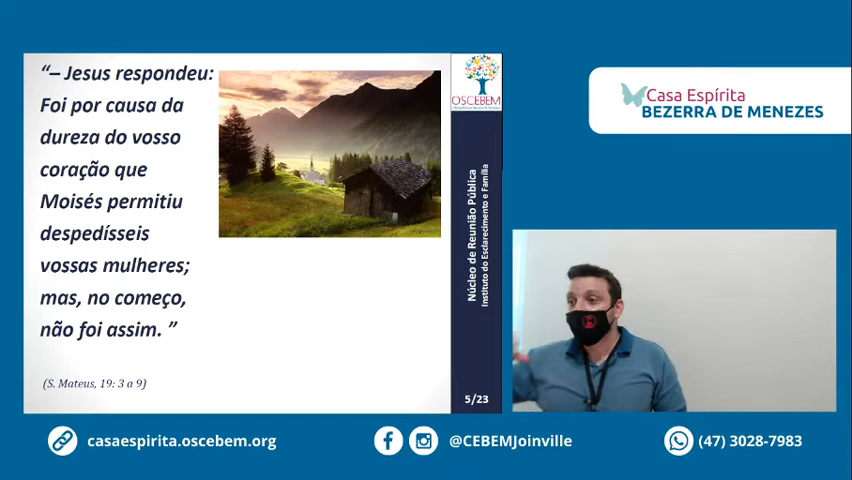 “– Jesus respondeu:
Foi por causa da
dureza do vosso
coração que
Moisés permitiu
despedísseis
vossas mulheres;
mas, no começo,
não foi assim. ”
(S. Mateus, 19: 3 a 9)
OSCEBEM
Núcleo de Reunião Pública
Instituto do Esclarecimento e Família
5/23
Casa Espírita
BEZERRA DE MENEZES
casaespirita.oscebem.org
@CEBEMJoinville
(47) 3028-7983